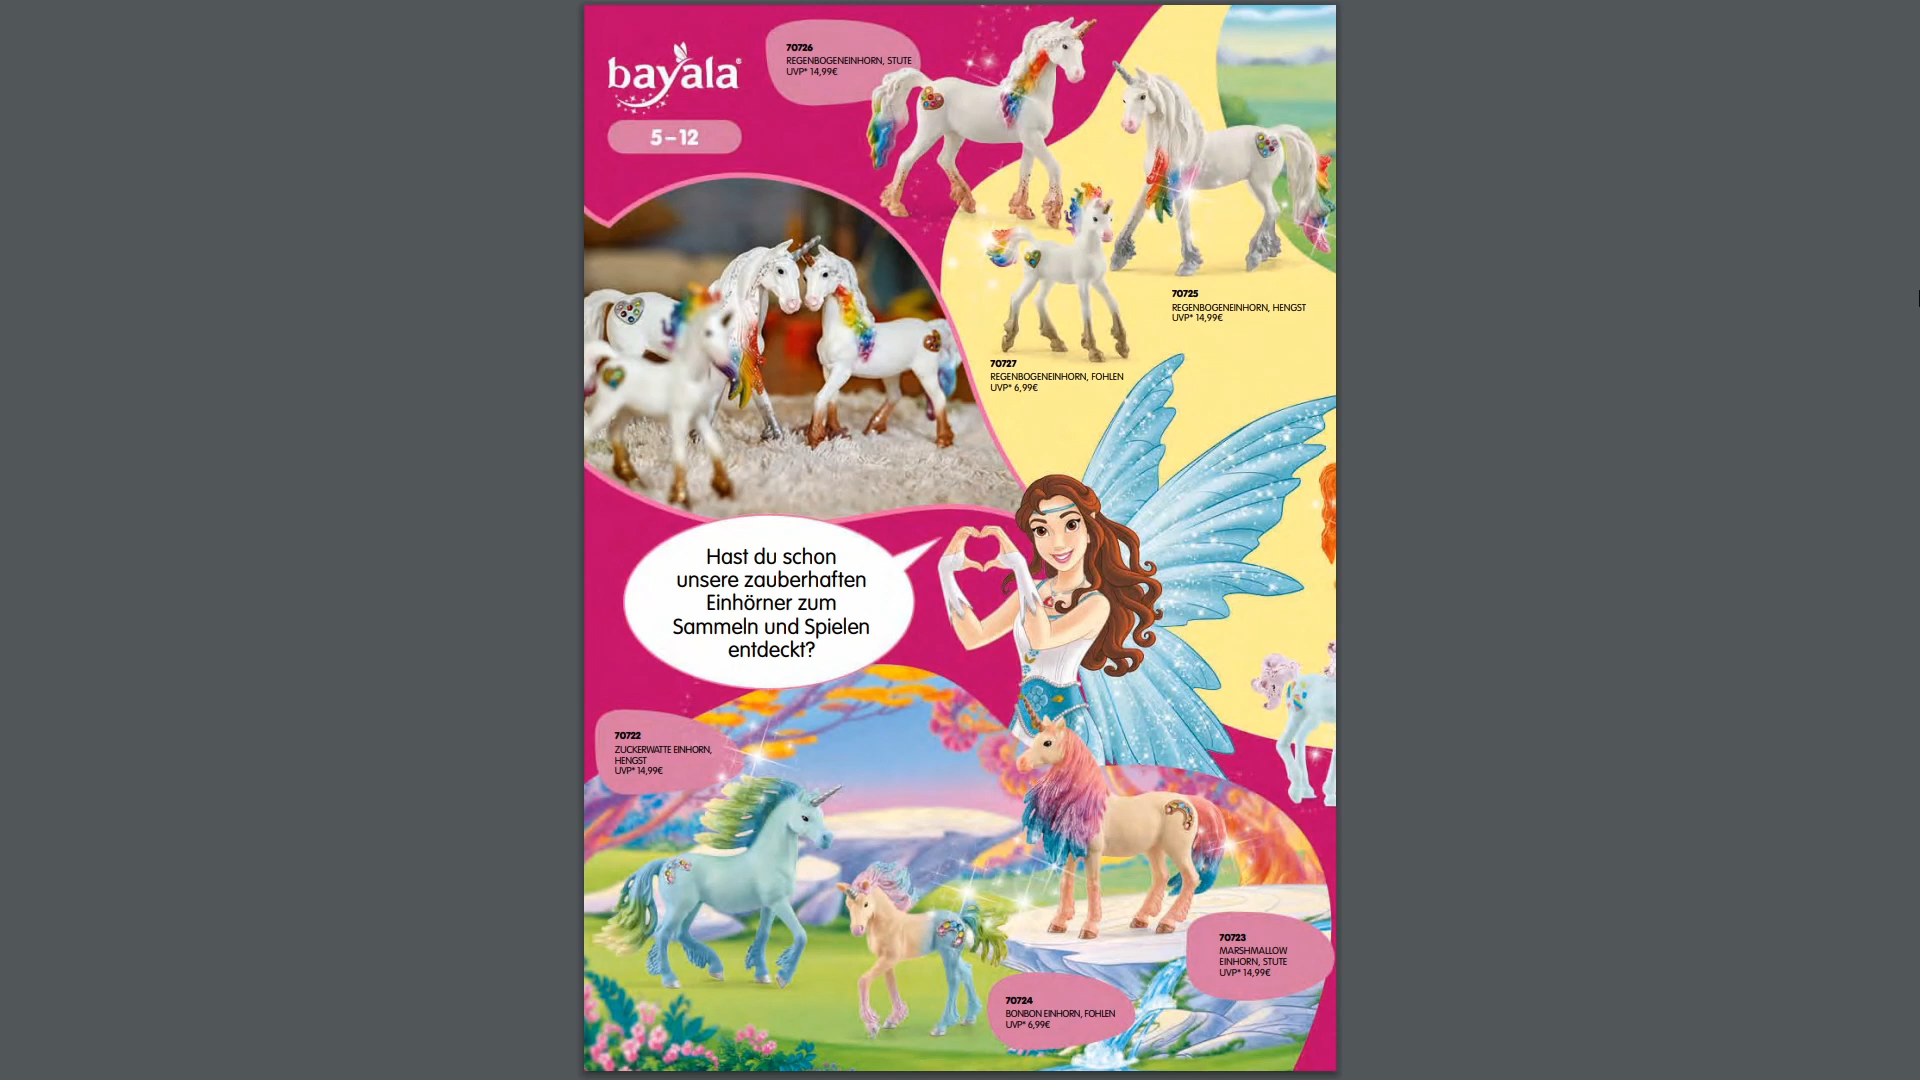 bayala®
5–12
70726
REGENBOGENEINHORN, STUTE
UVP* 14,99€
70725
REGENBOGENEINHORN, HENGST
UVP* 14,99€
70727
REGENBOGENEINHORN, FOHLEN
UVP* 6,99€
Hast du schon
unsere zauberhaften
Einhörner zum
Sammeln und Spielen
entdeckt?
70722
ZUCKERWATTE EINHORN,
HENGST
UVP* 14,99€
70723
MARSHMALLOW
EINHORN, STUTE
UVP* 14,99€
70724
BONBON EINHORN, FOHLEN
UVP* 6,99€